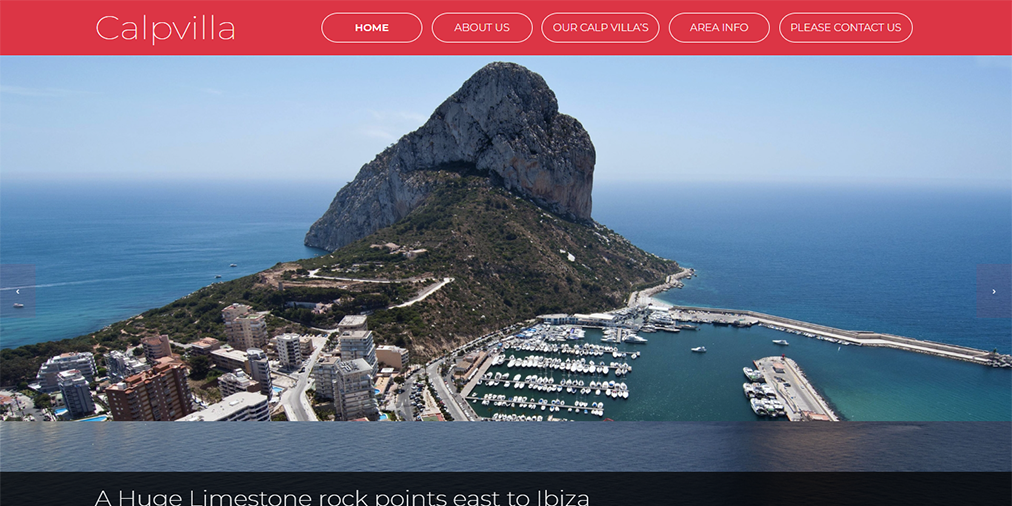 Calpvilla
HOME
ABOUT US
OUR CALP VILLA'S
AREA INFO
PLEASE CONTACT US
A Huge Limestone rock points east to Ibiza